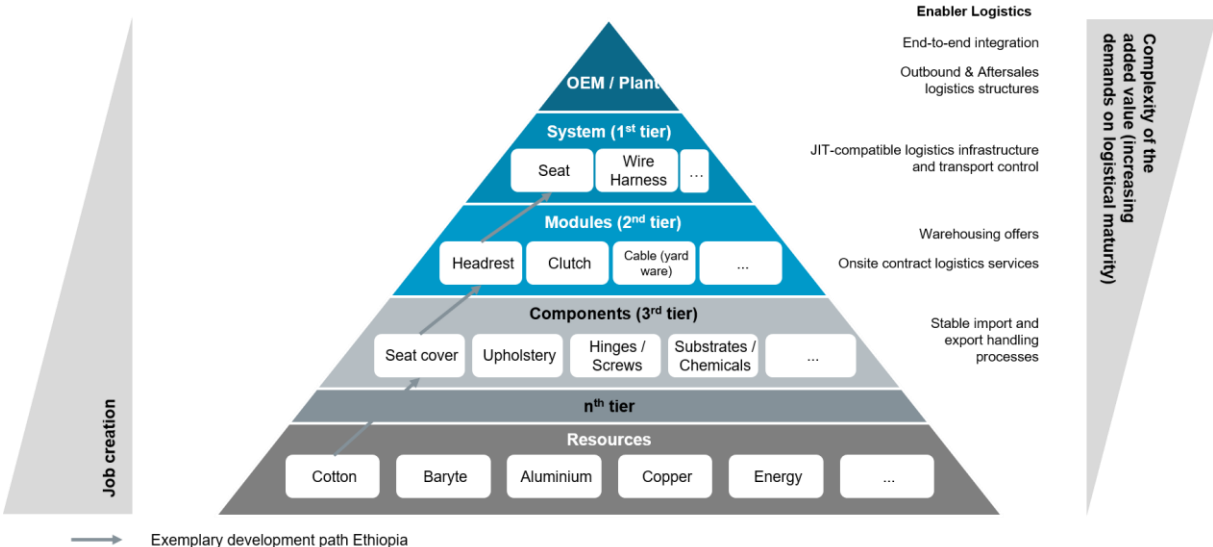 Enabler Logistics
End-to-end integration
OEM / Plant
Outbound & Aftersales
logistics structures
System (1st tier)
Seat
Wire
Harness
...
JIT-compatible logistics infrastructure
and transport control
Modules (2nd tier)
Headrest
Clutch
Cable (yard
ware)
...
Warehousing offers
Onsite contract logistics services
Components (3rd tier)
Seat cover
Upholstery
Hinges /
Screws
Substrates /
Chemicals
...
Stable import and
export handling
processes
nth tier
Resources
Cotton
Baryte
Aluminium
Copper
Energy
...
Job creation
Complexity of the
added value (increasing
demands on logistical maturity)
Exemplary development path Ethiopia